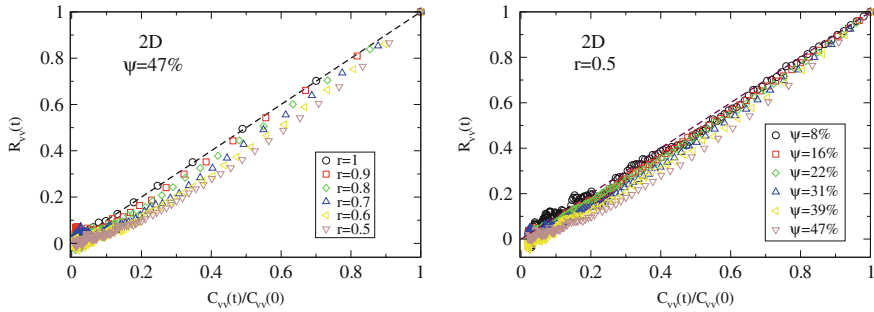 2D
ψ=47%
R_vv(t)
1
0.8
0.6
0.4
0.2
0
r=1
r=0.9
r=0.8
r=0.7
r=0.6
r=0.5
0 0.2 0.4 0.6 0.8 1
C_vv(t)/C_vv(0)
2D
r=0.5
R_vv(t)
1
0.8
0.6
0.4
0.2
0
ψ=8%
ψ=16%
ψ=22%
ψ=31%
ψ=39%
ψ=47%
0 0.2 0.4 0.6 0.8 1
C_vv(t)/C_vv(0)